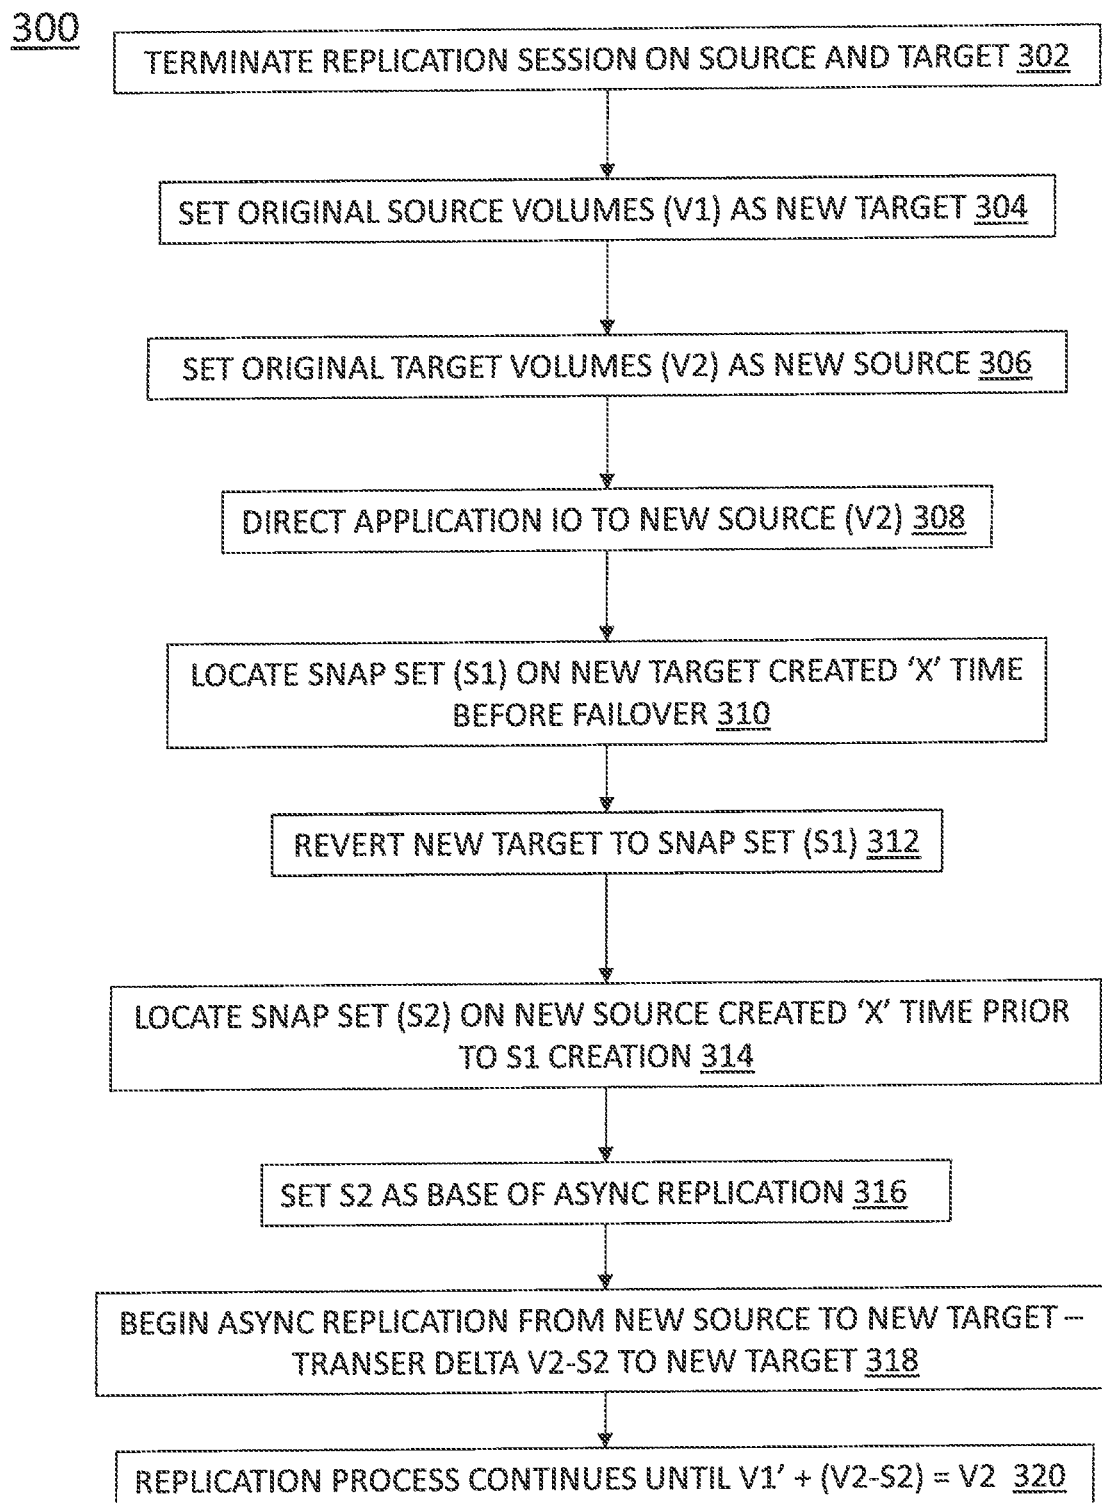 300
TERMINATE REPLICATION SESSION ON SOURCE AND TARGET 302
SET ORIGINAL SOURCE VOLUMES (V1) AS NEW TARGET 304
SET ORIGINAL TARGET VOLUMES (V2) AS NEW SOURCE 306
DIRECT APPLICATION IO TO NEW SOURCE (V2) 308
LOCATE SNAP SET (S1) ON NEW TARGET CREATED 'X' TIME
BEFORE FAILOVER 310
REVERT NEW TARGET TO SNAP SET (S1) 312
LOCATE SNAP SET (S2) ON NEW SOURCE CREATED 'X' TIME PRIOR
TO S1 CREATION 314
SET S2 AS BASE OF ASYNC REPLICATION 316
BEGIN ASYNC REPLICATION FROM NEW SOURCE TO NEW TARGET –
TRANSER DELTA V2-S2 TO NEW TARGET 318
REPLICATION PROCESS CONTINUES UNTIL V1' + (V2-S2) = V2 320